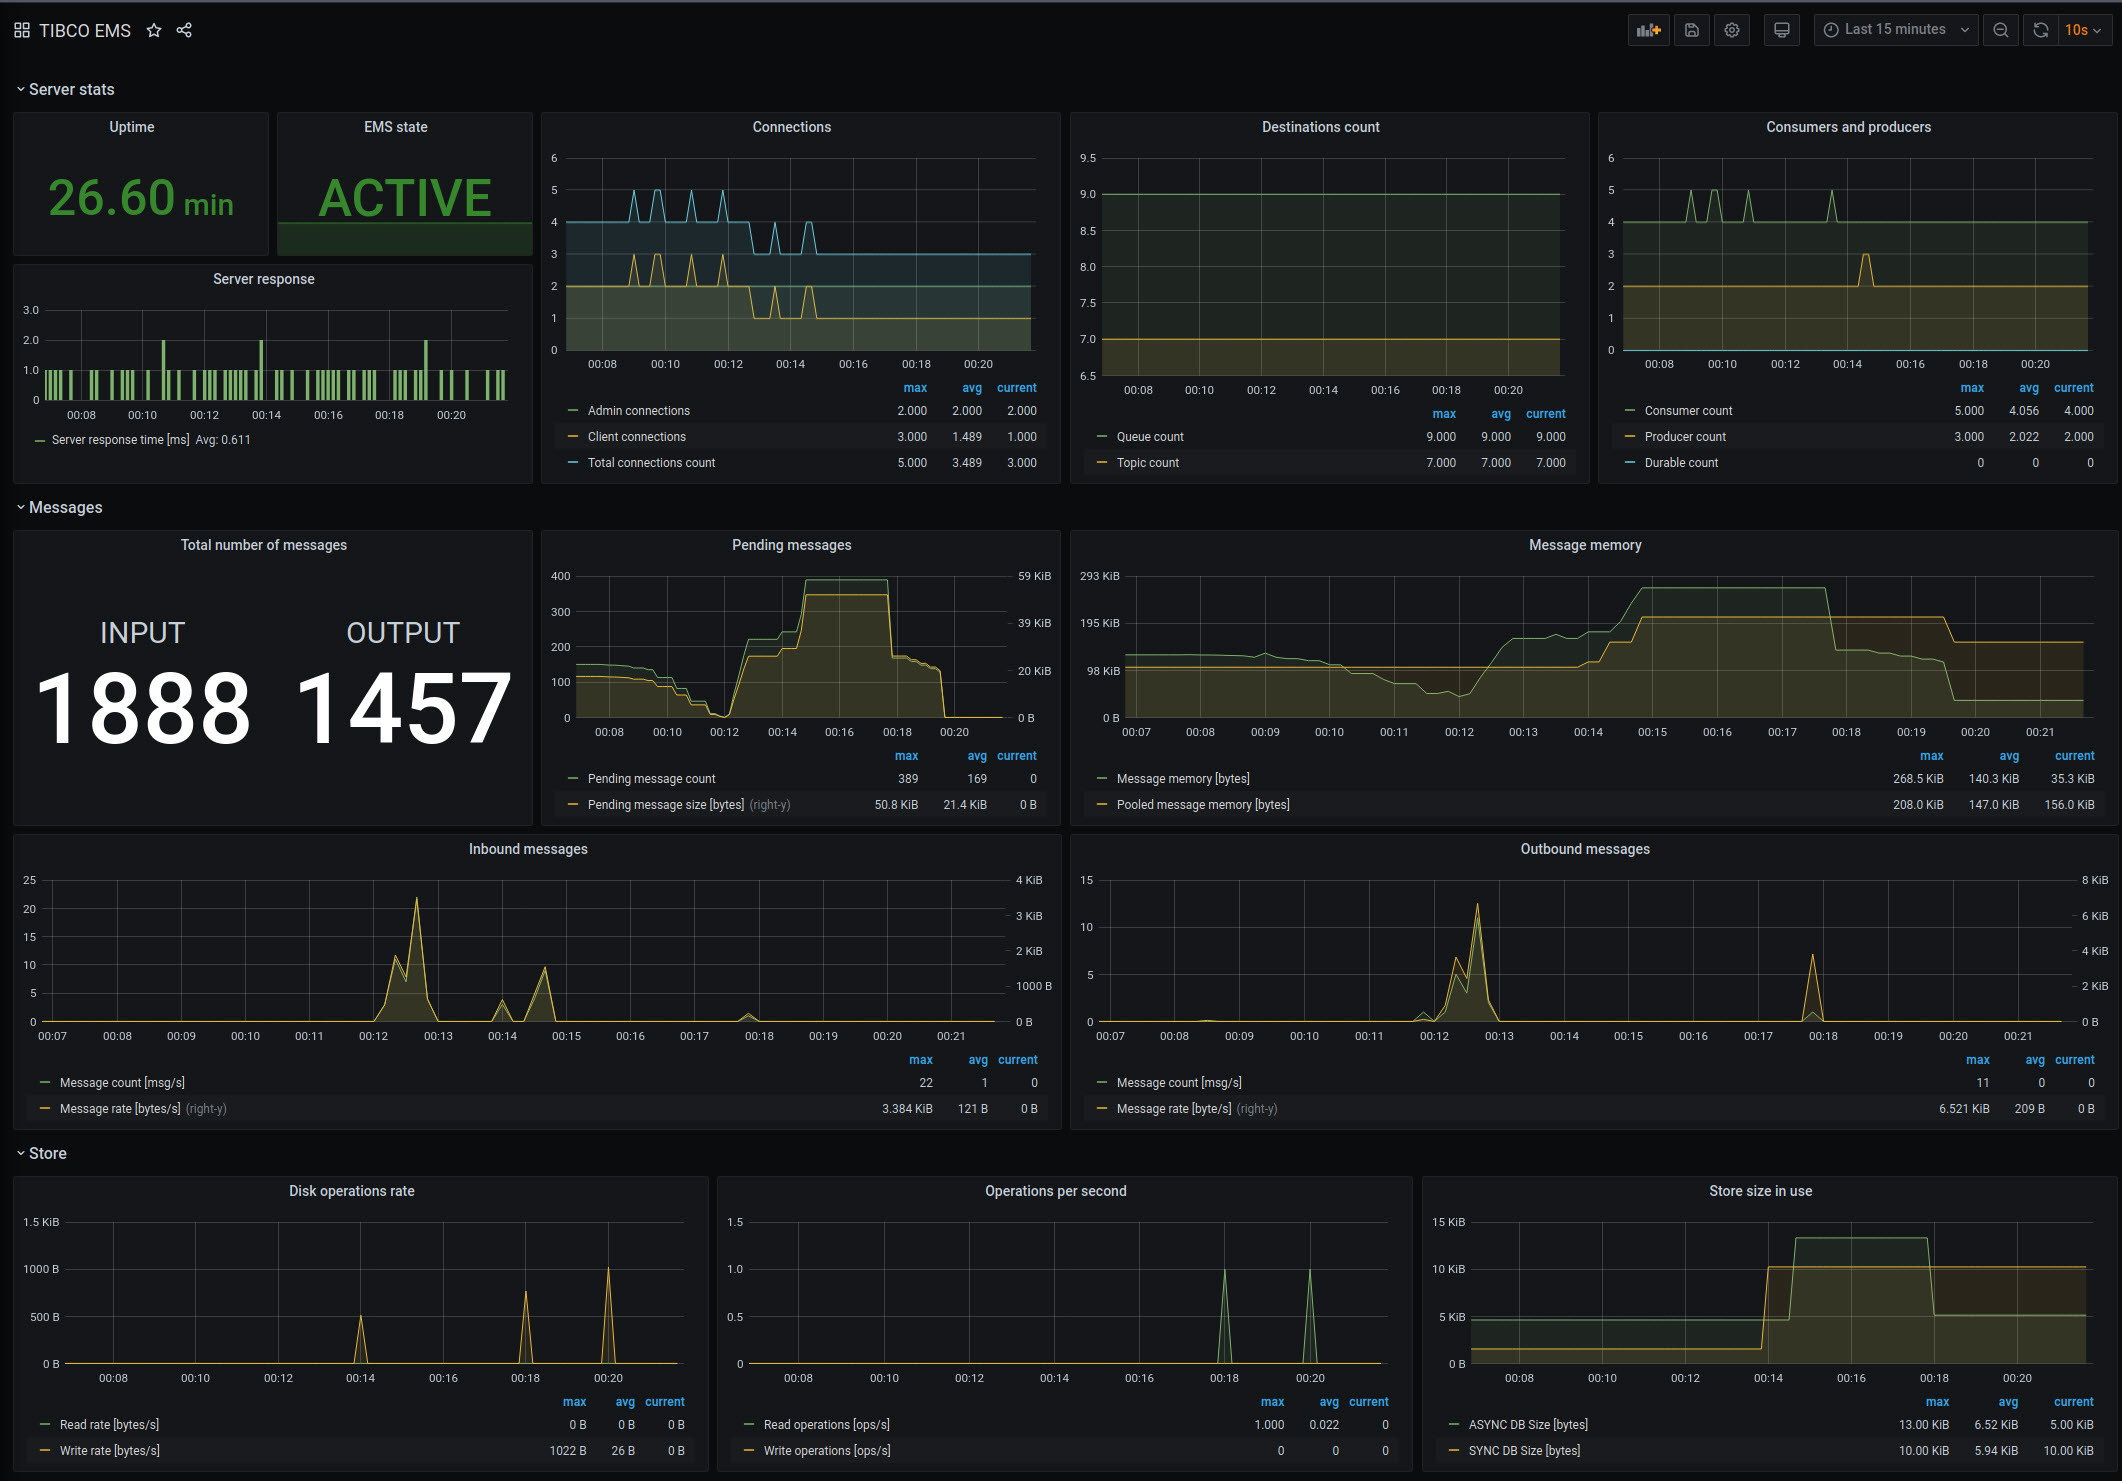 TIBCO EMS
Last 15 minutes
10s
Server stats
Uptime
26.60 min
EMS state
ACTIVE
Server response
3.0
2.0
1.0
0
00:08 00:10 00:12 00:14 00:16 00:18 00:20
Server response time [ms] Avg: 0.611
Connections
6
5
4
3
2
1
0
00:08 00:10 00:12 00:14 00:16 00:18 00:20
max avg current
Admin connections 2.000 2.000 2.000
Client connections 3.000 1.489 1.000
Total connections count 5.000 3.489 3.000
Destinations count
9.5
9.0
8.5
8.0
7.5
7.0
6.5
00:08 00:10 00:12 00:14 00:16 00:18 00:20
max avg current
Queue count 9.000 9.000 9.000
Topic count 7.000 7.000 7.000
Consumers and producers
6
5
4
3
2
1
0
00:08 00:10 00:12 00:14 00:16 00:18 00:20
max avg current
Consumer count 5.000 4.056 4.000
Producer count 3.000 2.022 2.000
Durable count 0 0 0
Messages
Total number of messages
INPUT OUTPUT
1888 1457
Pending messages
400 59 KiB
300 39 KiB
200 20 KiB
100
0 0 B
00:08 00:10 00:12 00:14 00:16 00:18 00:20
max avg current
Pending message count 389 169 0
Pending message size [bytes] (right-y) 50.8 KiB 21.4 KiB 0 B
Message memory
293 KiB
195 KiB
98 KiB
0 B
00:07 00:08 00:09 00:10 00:11 00:12 00:13 00:14 00:15 00:16 00:17 00:18 00:19 00:20 00:21
max avg current
Message memory [bytes] 268.5 KiB 140.3 KiB 35.3 KiB
Pooled message memory [bytes] 208.0 KiB 147.0 KiB 156.0 KiB
Inbound messages
25 4 KiB
20 3 KiB
15 2 KiB
10 1000 B
5
0 0 B
00:07 00:08 00:09 00:10 00:11 00:12 00:13 00:14 00:15 00:16 00:17 00:18 00:19 00:20 00:21
max avg current
Message count [msg/s] 22 1 0
Message rate [bytes/s] (right-y) 3.384 KiB 121 B 0 B
Outbound messages
15 8 KiB
6 KiB
10
4 KiB
5
2 KiB
0 0 B
00:07 00:08 00:09 00:10 00:11 00:12 00:13 00:14 00:15 00:16 00:17 00:18 00:19 00:20 00:21
max avg current
Message count [msg/s] 11 0 0
Message rate [byte/s] (right-y) 6.521 KiB 209 B 0 B
Store
Disk operations rate
1.5 KiB
1000 B
500 B
0 B
00:08 00:10 00:12 00:14 00:16 00:18 00:20
max avg current
Read rate [bytes/s] 0 B 0 B 0 B
Write rate [bytes/s] 1022 B 26 B 0 B
Operations per second
1.5
1.0
0.5
0
00:08 00:10 00:12 00:14 00:16 00:18 00:20
max avg current
Read operations [ops/s] 1.000 0.022 0
Write operations [ops/s] 0 0 0
Store size in use
15 KiB
10 KiB
5 KiB
0 B
00:08 00:10 00:12 00:14 00:16 00:18 00:20
max avg current
ASYNC DB Size [bytes] 13.00 KiB 6.52 KiB 5.00 KiB
SYNC DB Size [bytes] 10.00 KiB 5.94 KiB 10.00 KiB